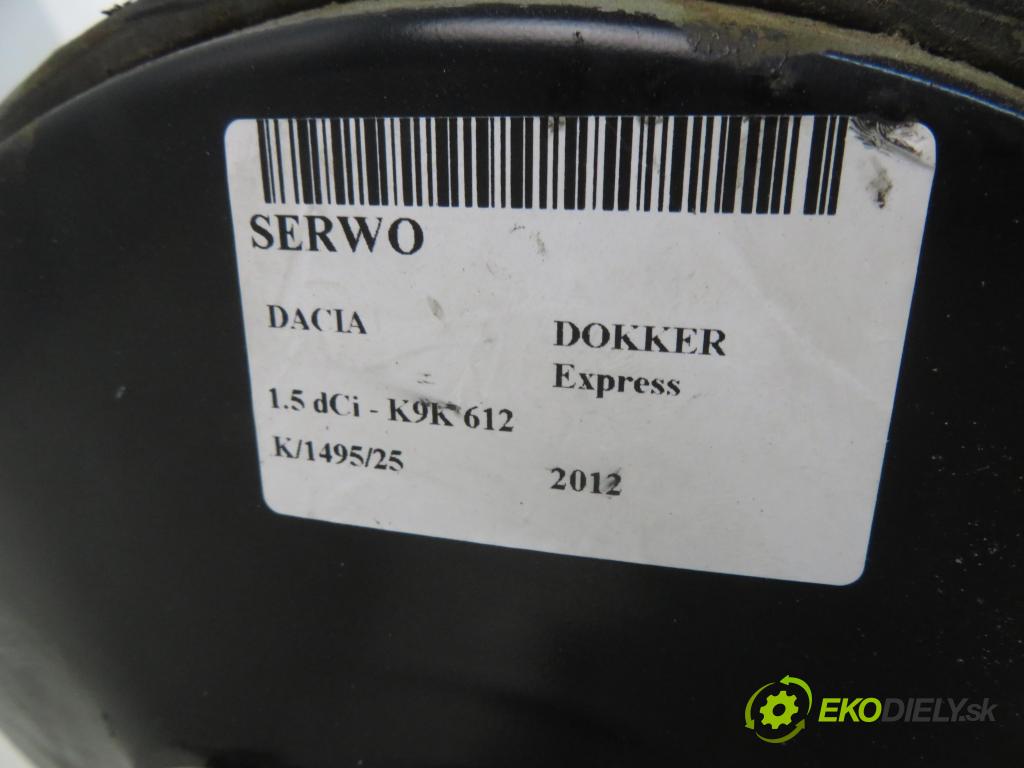 SERWO
DACIA
DOKKER
Express
1.5 dCi - K9K 612
K/1495/25
2012
EKODIELY.sk